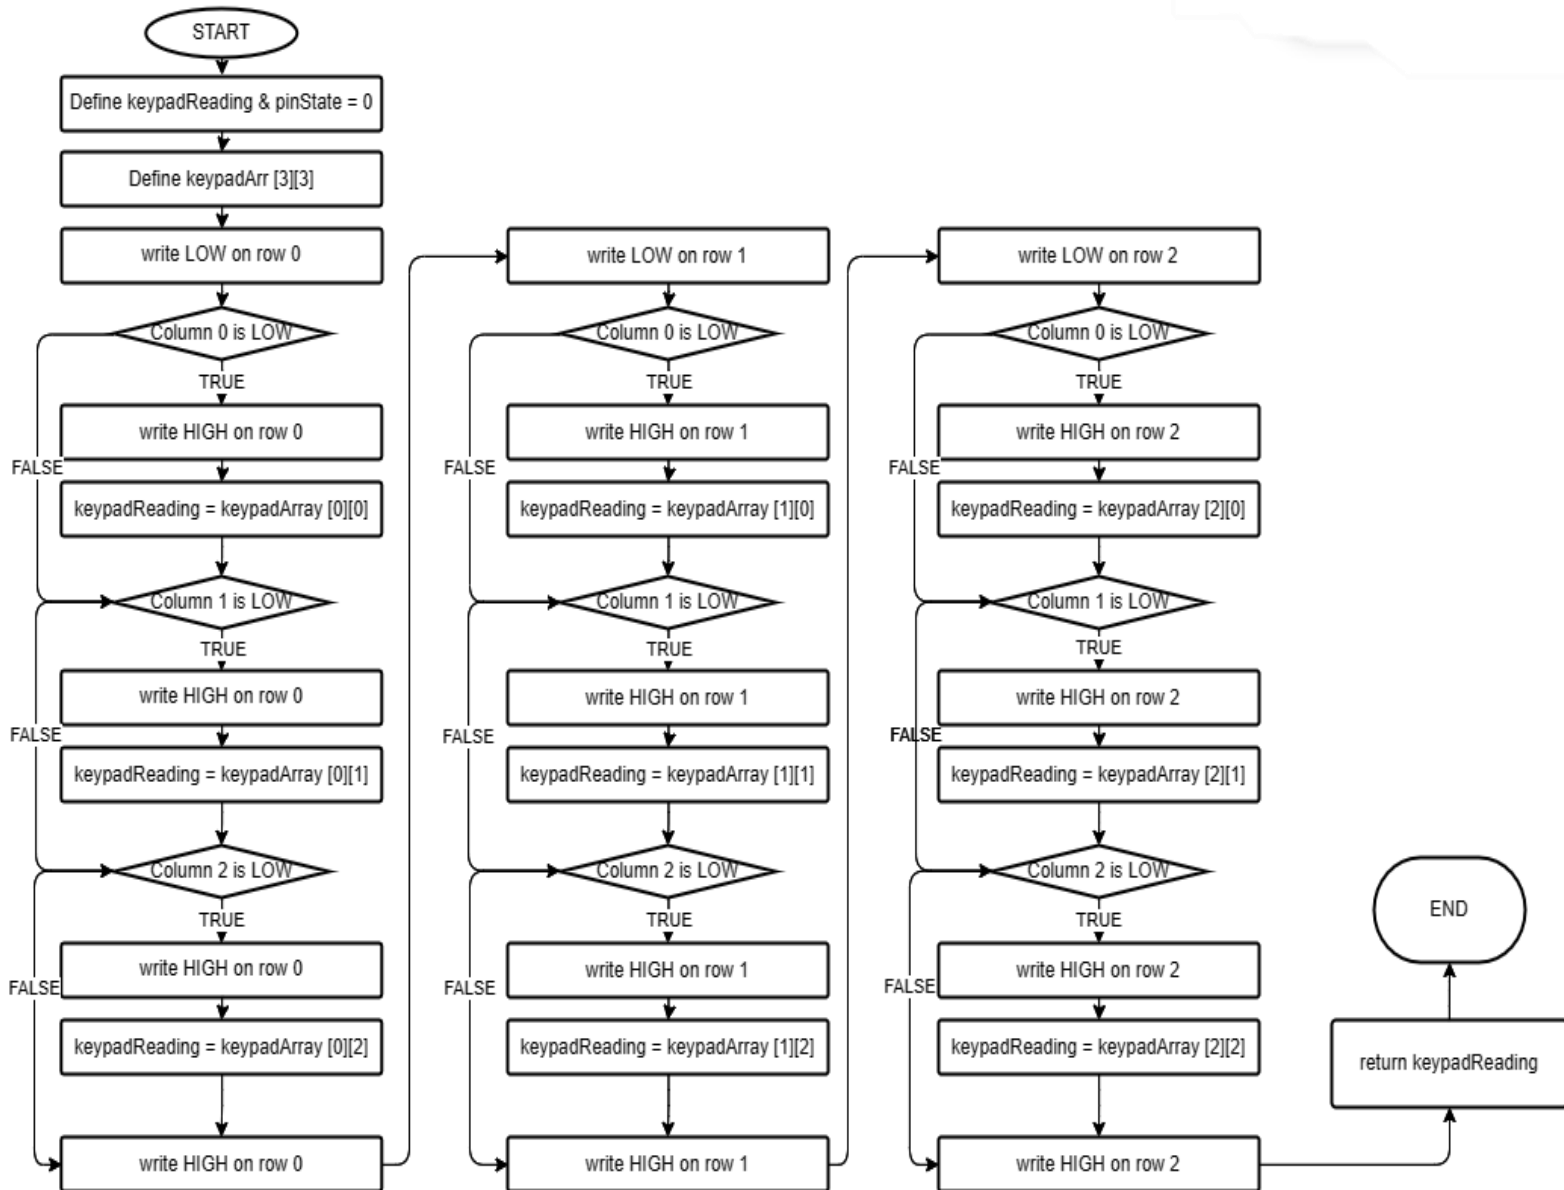 START
Define keypadReading & pinState = 0
Define keypadArr [3][3]
write LOW on row 0
Column 0 is LOW
TRUE
write HIGH on row 0
FALSE
keypadReading = keypadArray [0][0]
Column 1 is LOW
TRUE
write HIGH on row 0
FALSE
keypadReading = keypadArray [0][1]
Column 2 is LOW
TRUE
write HIGH on row 0
FALSE
keypadReading = keypadArray [0][2]
write HIGH on row 0
write LOW on row 1
Column 0 is LOW
TRUE
write HIGH on row 1
FALSE
keypadReading = keypadArray [1][0]
Column 1 is LOW
TRUE
write HIGH on row 1
FALSE
keypadReading = keypadArray [1][1]
Column 2 is LOW
TRUE
write HIGH on row 1
FALSE
keypadReading = keypadArray [1][2]
write HIGH on row 1
write LOW on row 2
Column 0 is LOW
TRUE
write HIGH on row 2
FALSE
keypadReading = keypadArray [2][0]
Column 1 is LOW
TRUE
write HIGH on row 2
FALSE
keypadReading = keypadArray [2][1]
Column 2 is LOW
TRUE
write HIGH on row 2
FALSE
keypadReading = keypadArray [2][2]
write HIGH on row 2
return keypadReading
END